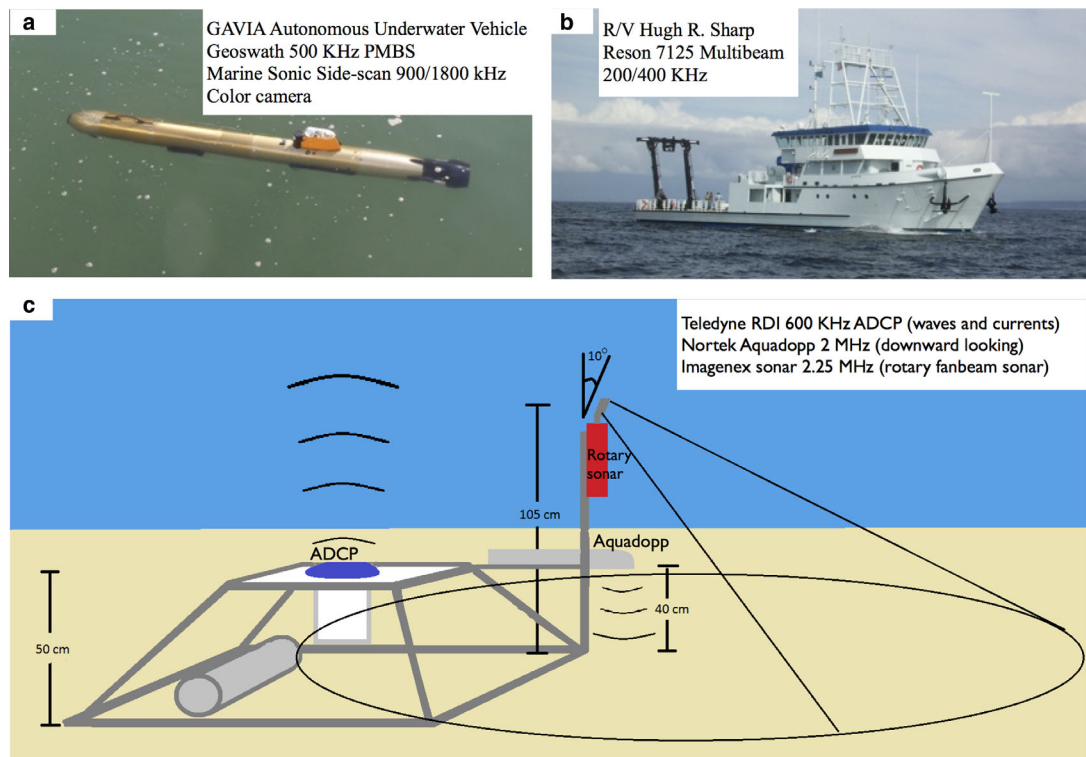 a
GAVIA Autonomous Underwater Vehicle
Geoswath 500 KHz PMBS
Marine Sonic Side-scan 900/1800 kHz
Color camera
b
R/V Hugh R. Sharp
Reson 7125 Multibeam
200/400 KHz
c
Teledyne RDI 600 KHz ADCP (waves and currents)
Nortek Aquadopp 2 MHz (downward looking)
Imagenex sonar 2.25 MHz (rotary fanbeam sonar)
10°
Rotary
sonar
105 cm
ADCP
Aquadopp
40 cm
50 cm